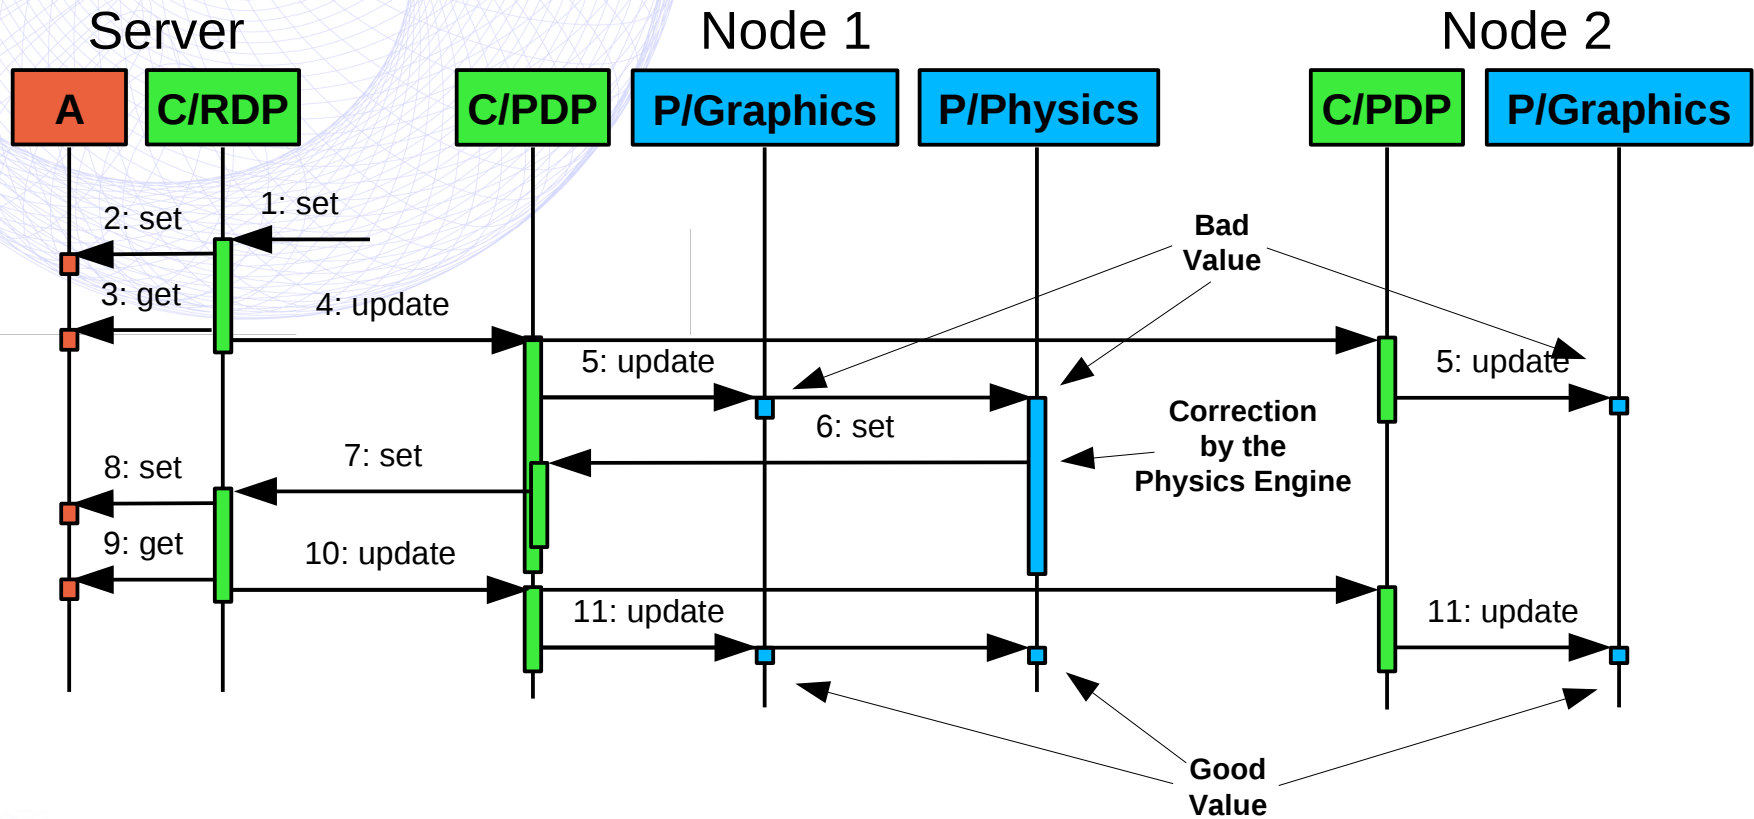 Server
Node 1
Node 2
A
C/RDP
C/PDP
P/Graphics
P/Physics
C/PDP
P/Graphics
1: set
2: set
Bad
Value
3: get
4: update
5: update
5: update
Correction
by the
Physics Engine
6: set
7: set
8: set
9: get
10: update
11: update
11: update
Good
Value